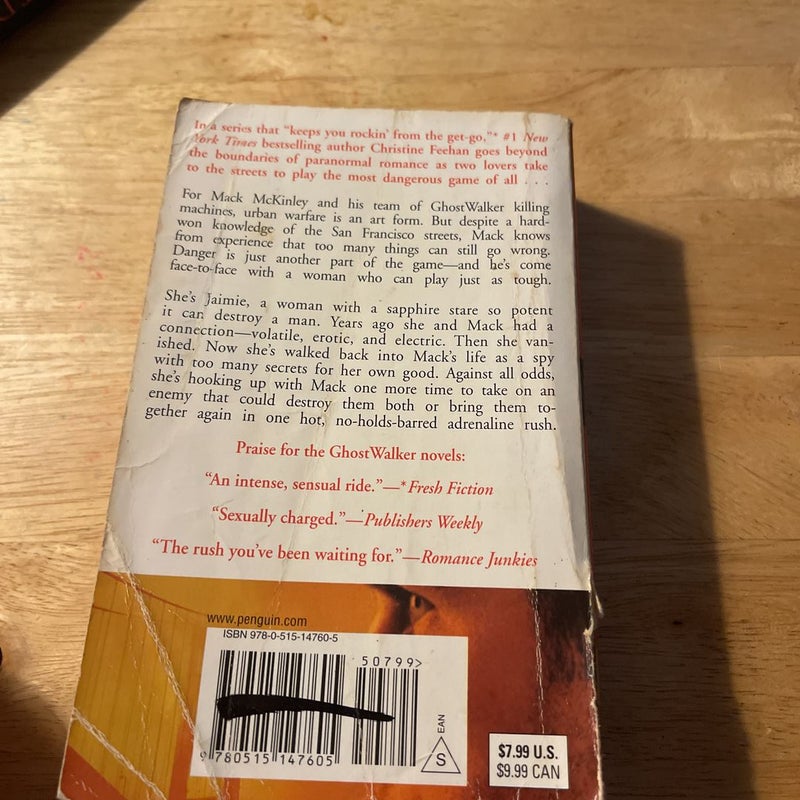 In a series that "keeps you rockin' from the get-go,"* #1 New
York Times bestselling author Christine Feehan goes beyond
the boundaries of paranormal romance as two lovers take
to the streets to play the most dangerous game of all . . .
For Mack McKinley and his team of GhostWalker killing
machines, urban warfare is an art form. But despite a hard-
won knowledge of the San Francisco streets, Mack knows
from experience that too many things can still go wrong.
Danger is just another part of the game—and he's come
face-to-face with a woman who can play just as tough.
She's Jaimie, a woman with a sapphire stare so potent
it can destroy a man. Years ago she and Mack had a
connection—volatile, erotic, and electric. Then she van-
ished. Now she's walked back into Mack's life as a spy
with too many secrets for her own good. Against all odds,
she's hooking up with Mack one more time to take on an
enemy that could destroy them both or bring them to-
gether again in one hot, no-holds-barred adrenaline rush.
Praise for the GhostWalker novels:
"An intense, sensual ride."—*Fresh Fiction
"Sexually charged."—Publishers Weekly
"The rush you've been waiting for."—Romance Junkies
www.penguin.com
ISBN 978-0-515-14760-5
50799>
9 780515 147605
EAN
S
$7.99 U.S.
$9.99 CAN